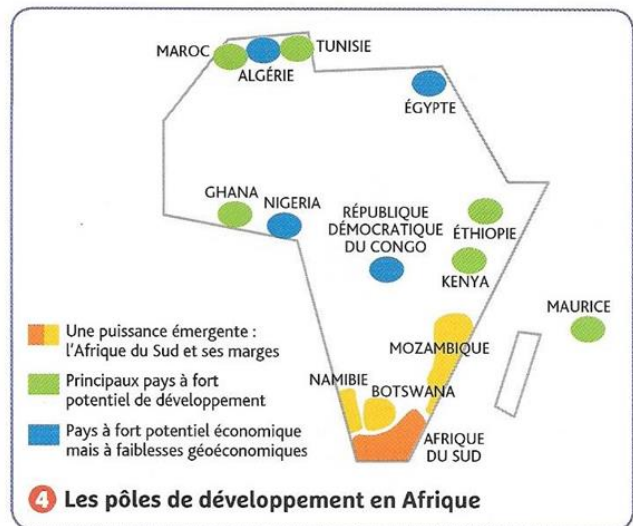 MAROC
TUNISIE
ALGÉRIE
ÉGYPTE
GHANA
NIGERIA
RÉPUBLIQUE
DÉMOCRATIQUE
DU CONGO
ÉTHIOPIE
KENYA
MAURICE
Une puissance émergente :
l'Afrique du Sud et ses marges
MOZAMBIQUE
Principaux pays à fort
potentiel de développement
NAMIBIE
BOTSWANA
Pays à fort potentiel économique
mais à faiblesses géoéconomiques
AFRIQUE
DU SUD
4 Les pôles de développement en Afrique